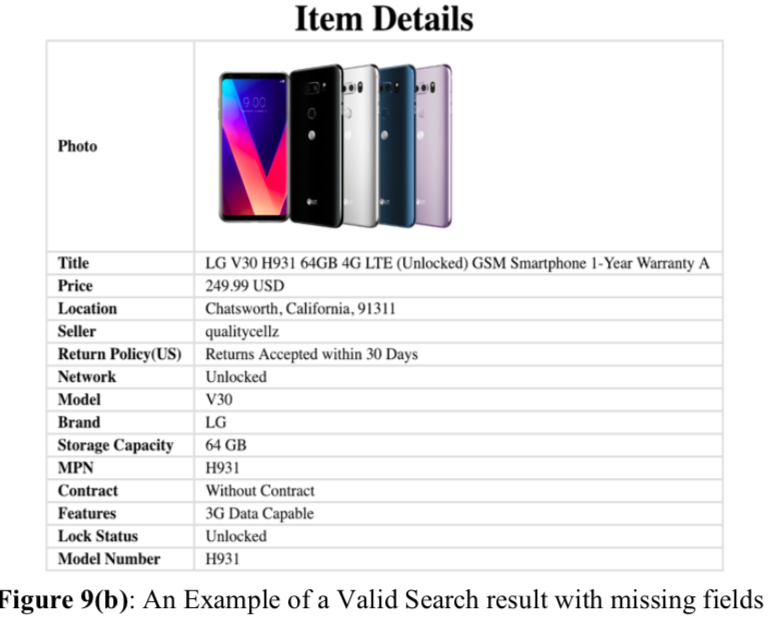 Item Details
Photo
9:00
Title LG V30 H931 64GB 4G LTE (Unlocked) GSM Smartphone 1-Year Warranty A
Price 249.99 USD
Location Chatsworth, California, 91311
Seller qualitycellz
Return Policy(US) Returns Accepted within 30 Days
Network Unlocked
Model V30
Brand LG
Storage Capacity 64 GB
MPN H931
Contract Without Contract
Features 3G Data Capable
Lock Status Unlocked
Model Number H931
Figure 9(b): An Example of a Valid Search result with missing fields